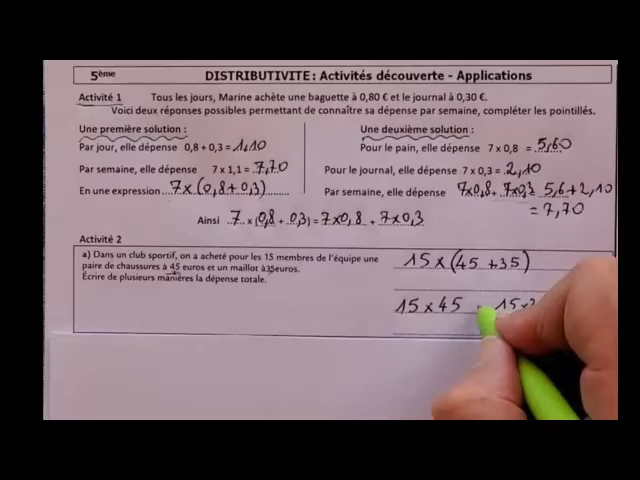 5ème DISTRIBUTIVITE : Activités découverte - Applications
Activité 1 Tous les jours, Marine achète une baguette à 0,80 € et le journal à 0,30 €.
Voici deux réponses possibles permettant de connaître sa dépense par semaine, compléter les pointillés.
Une première solution :
Par jour, elle dépense 0,8 + 0,3 = 1,10
Par semaine, elle dépense 7 x 1,1 = 7,70
En une expression 7 x (0,8 + 0,3)
Une deuxième solution :
Pour le pain, elle dépense 7 x 0,8 = 5,60
Pour le journal, elle dépense 7 x 0,3 = 2,10
Par semaine, elle dépense 7x0,8 + 7x0,3 = 5,6 + 2,10
= 7,70
Ainsi 7 x (0,8 + 0,3) = 7x0,8 + 7x0,3
Activité 2
a) Dans un club sportif, on a acheté pour les 15 membres de l'équipe une
paire de chaussures à 45 euros et un maillot à 35euros.
Écrire de plusieurs manières la dépense totale.
15 x (45 + 35)
15 x 45 15 x